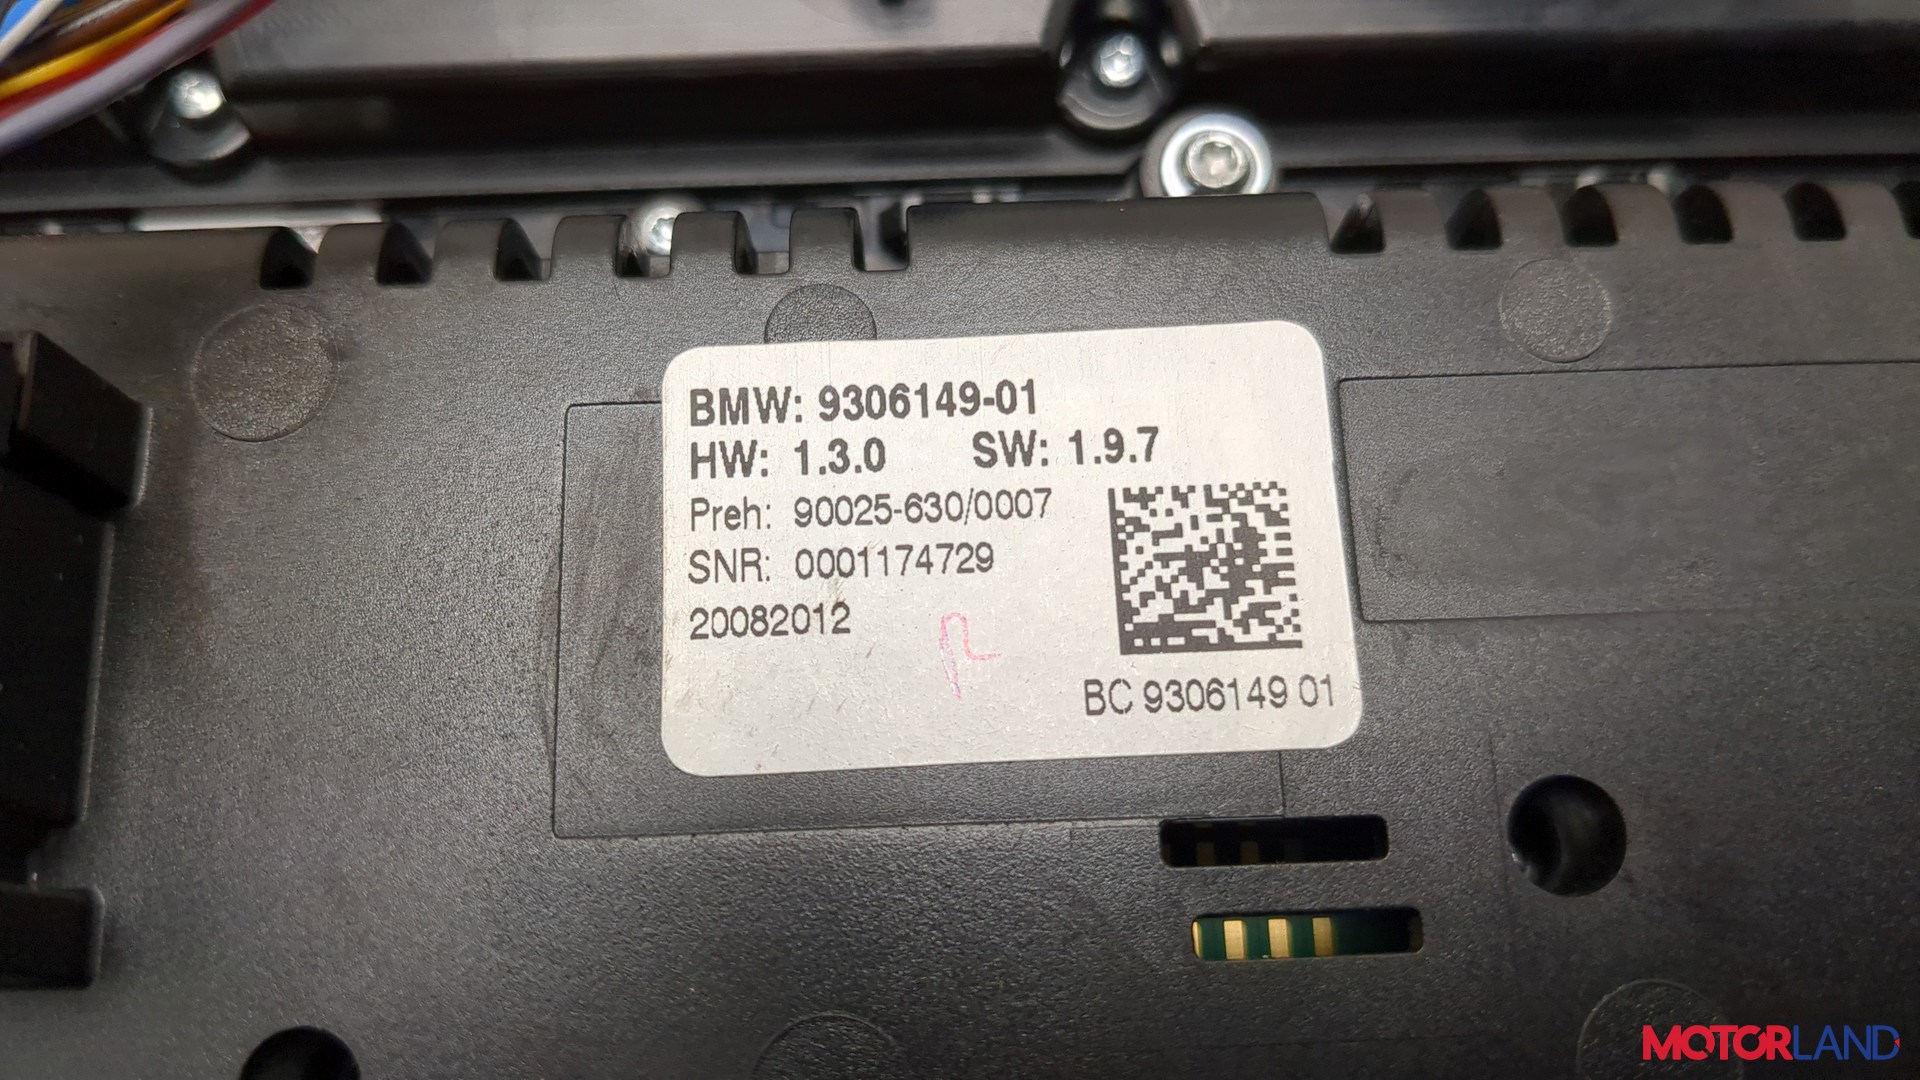 BMW: 9306149-01
HW: 1.3.0 SW: 1.9.7
Preh: 90025-630/0007
SNR: 0001174729
20082012
BC 9306149 01
MOTORLAND